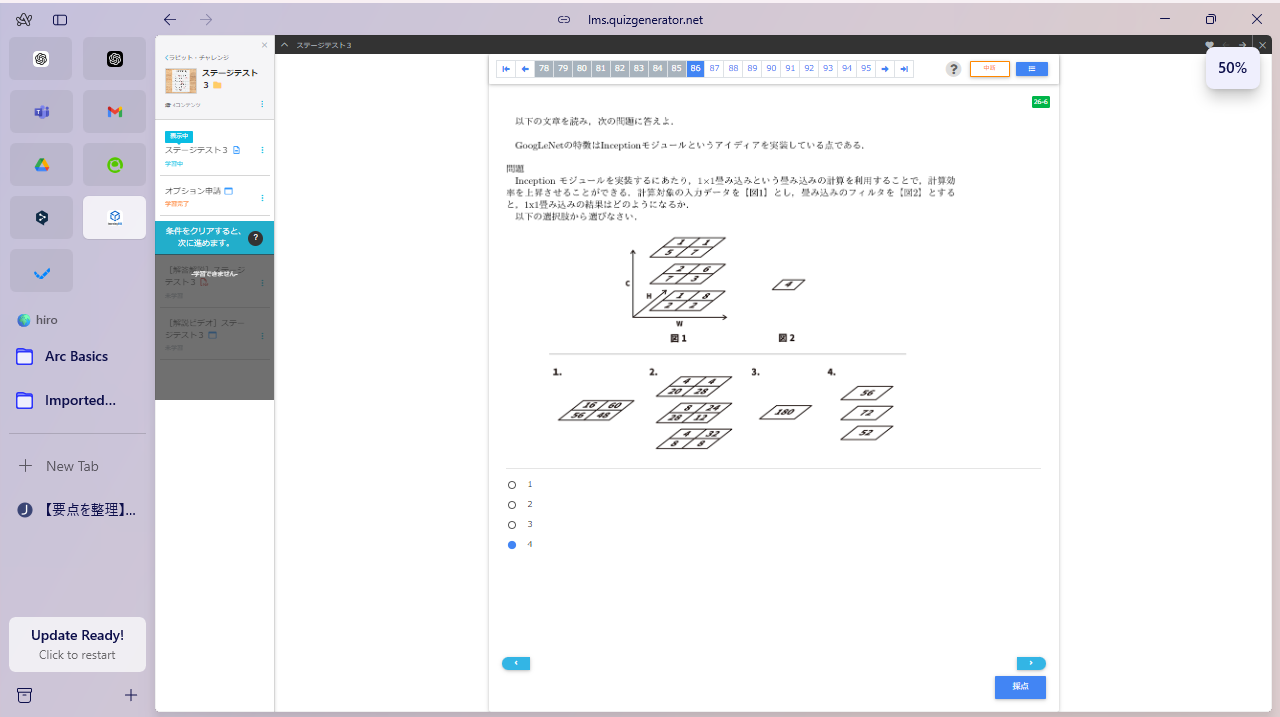 lms.quizgenerator.net
50%
hiro
Arc Basics
Imported...
New Tab
【要点を整理】...
Update Ready!
Click to restart
ラビット・チャレンジ
ステージテスト
3
4コンテンツ
表示中
ステージテスト3
学習中
オプション申請
学習完了
条件をクリアすると、
次に進めます。
?
学習できません
テスト3
［解説ビデオ］ステー
ジテスト3
未学習
ステージテスト3
78 79 80 81 82 83 84 85 86 87 88 89 90 91 92 93 94 95
?
中断
26-6
以下の文章を読み，次の問題に答えよ．
GoogLeNetの特徴はInceptionモジュールというアイディアを実装している点である．
問題
Inception モジュールを実装するにあたり，1×1畳み込みという畳み込みの計算を利用することで，計算効
率を上昇させることができる．計算対象の入力データを【図1】とし，畳み込みのフィルタを【図2】とする
と，1x1畳み込みの結果はどのようになるか．
以下の選択肢から選びなさい．
1 1
5 7
2 6
7 3
1 8
2 2
C
H
W
4
図1
図2
1.
16 60
56 48
2.
4 4
20 28
8 24
28 12
4 32
8 8
3.
180
4.
56
72
52
1
2
3
4
採点